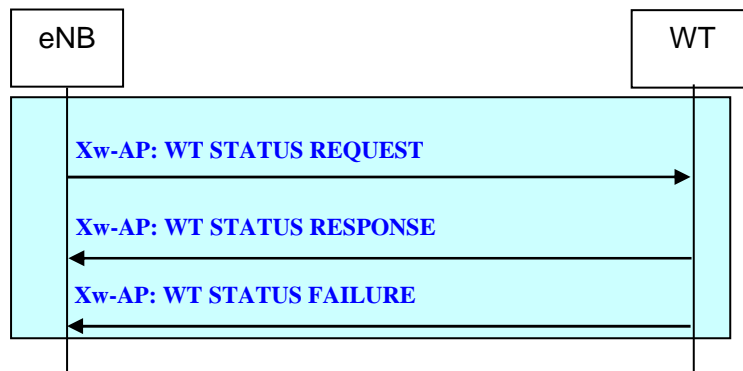 eNB
WT
Xw-AP: WT STATUS REQUEST
Xw-AP: WT STATUS RESPONSE
Xw-AP: WT STATUS FAILURE